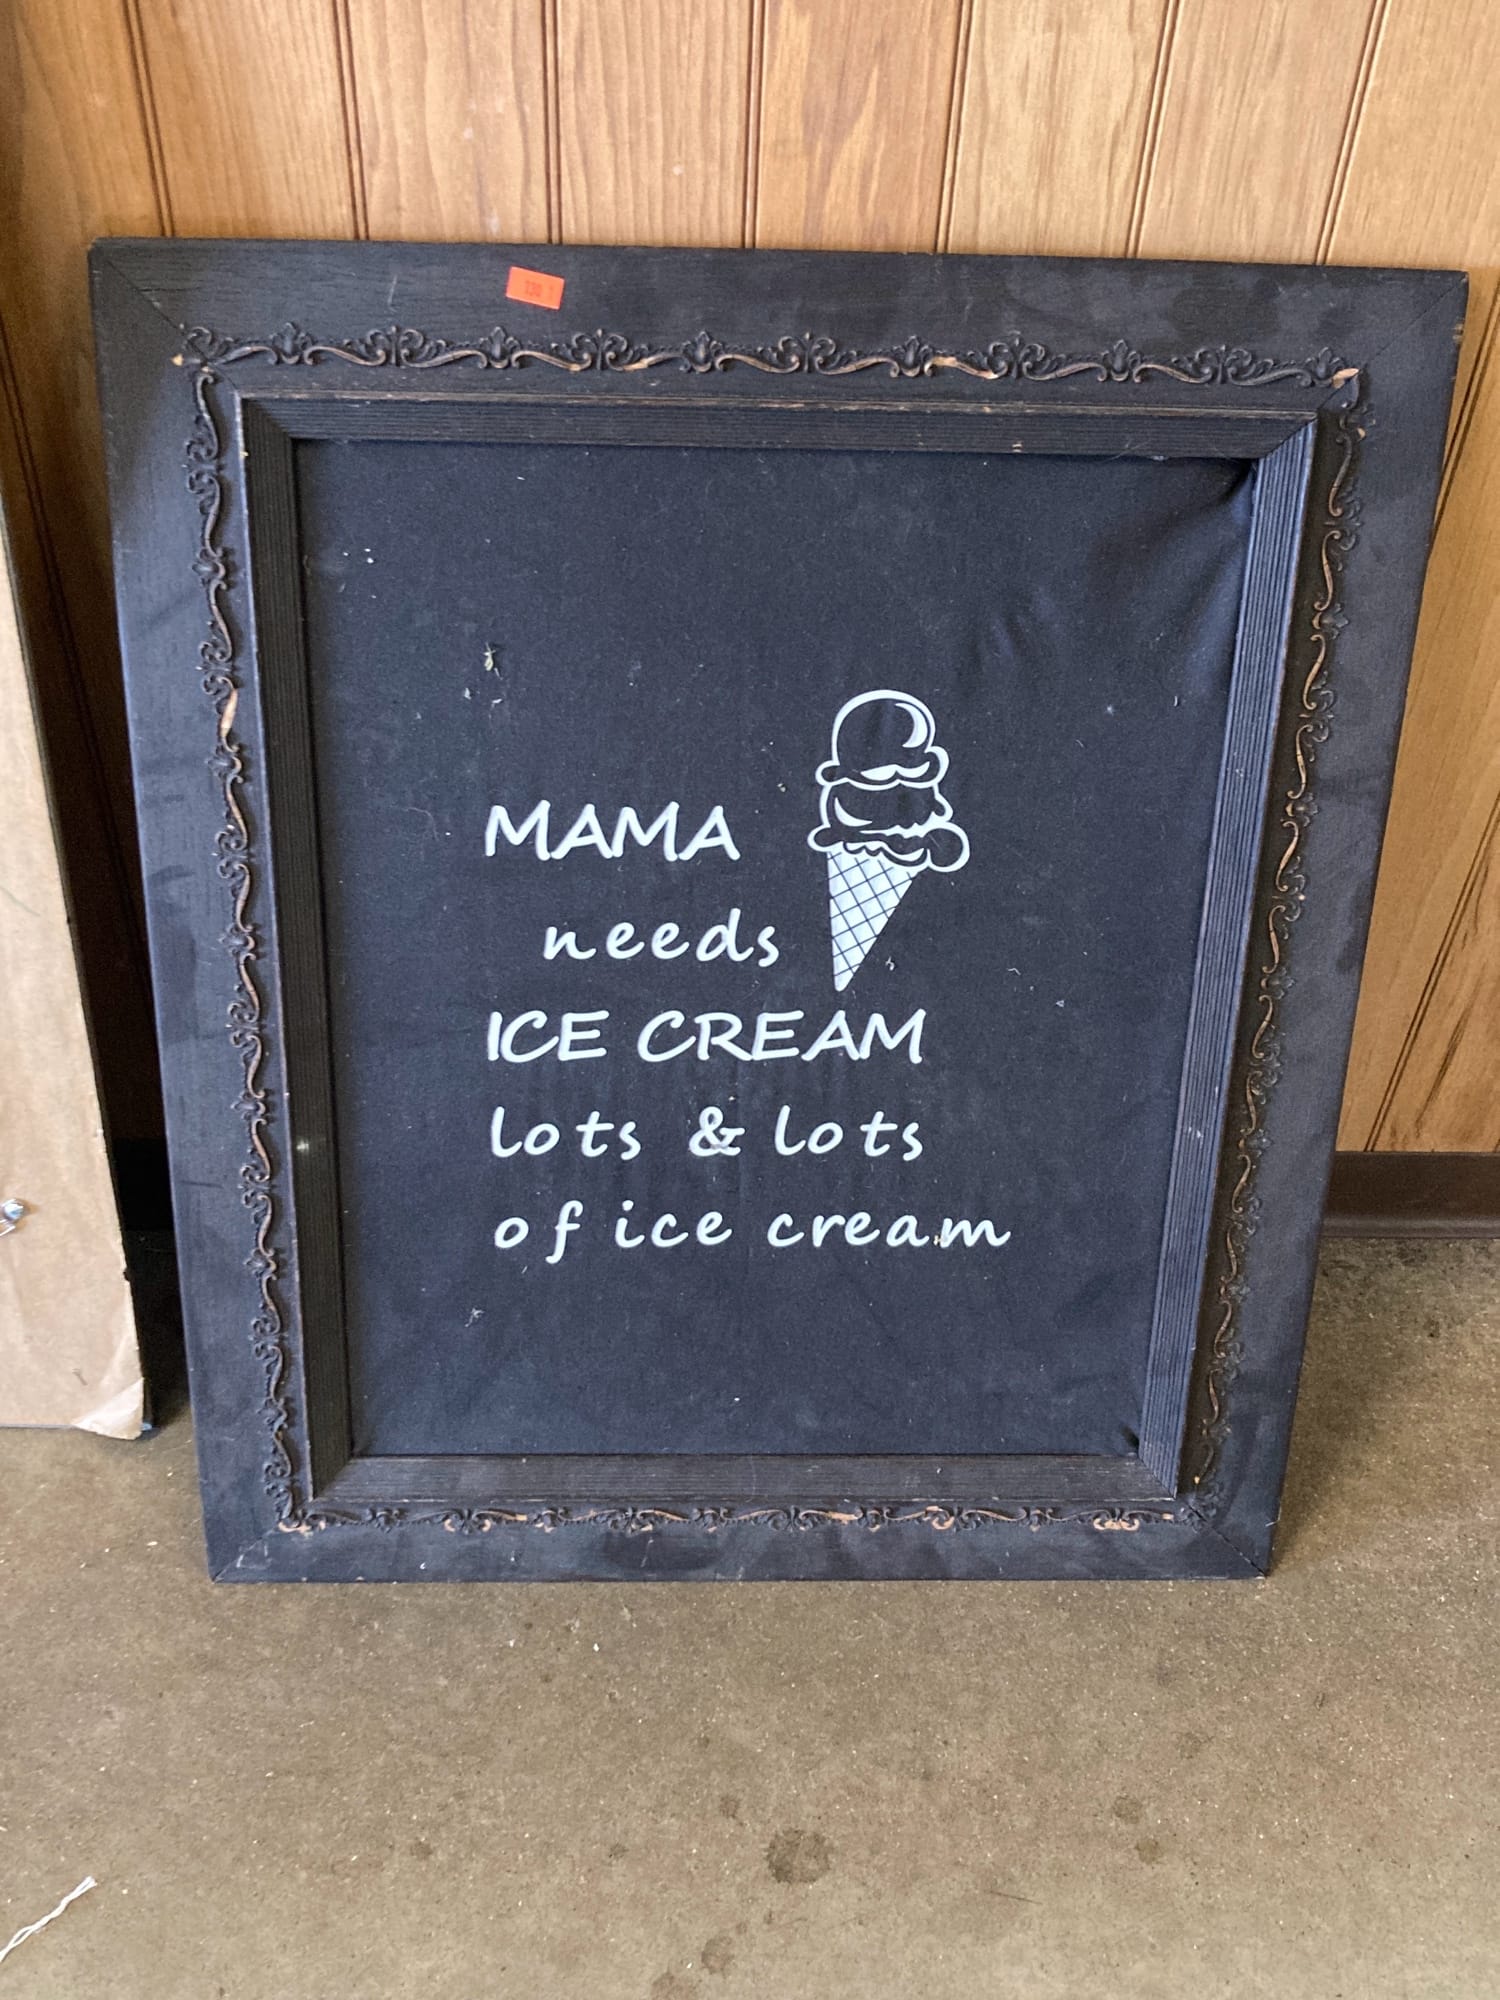 MAMA
needs
ICE CREAM
lots & lots
of ice cream